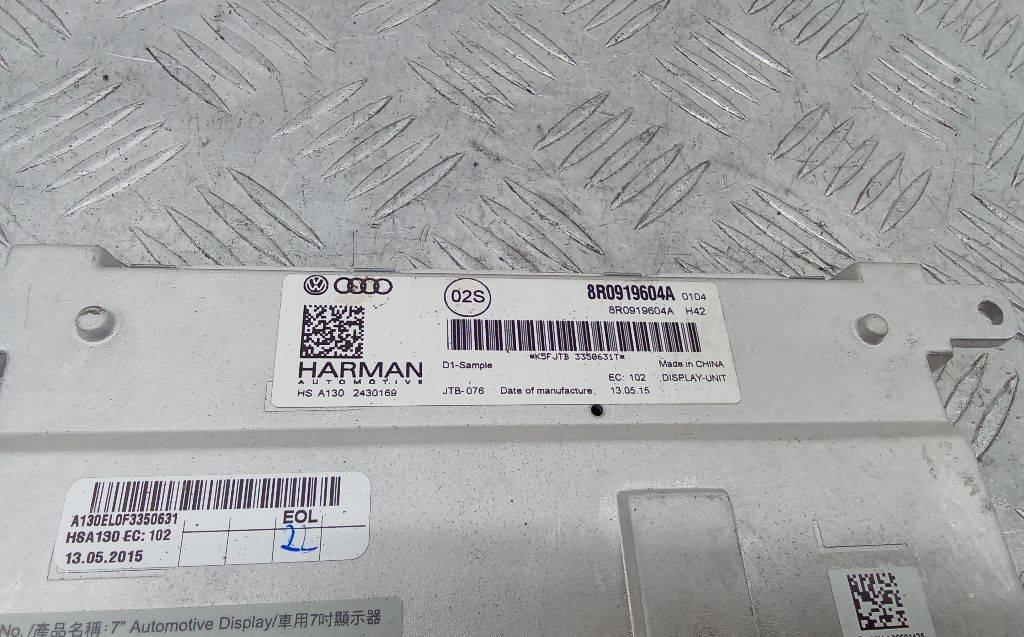 02S
8R0919604A 0104
8R0919604A H42
*K5FJTB 3350631T*
HARMAN
AUTOMOTIVE
D1-Sample
Made in CHINA
EC: 102 DISPLAY-UNIT
HS A130 2430169
JTB-076 Date of manufacture: 13.05.15
A130EL0F3350631
EOL
HSA130 EC: 102
22
13.05.2015
No. /產品名稱: 7" Automotive Display/車用7吋顯示器